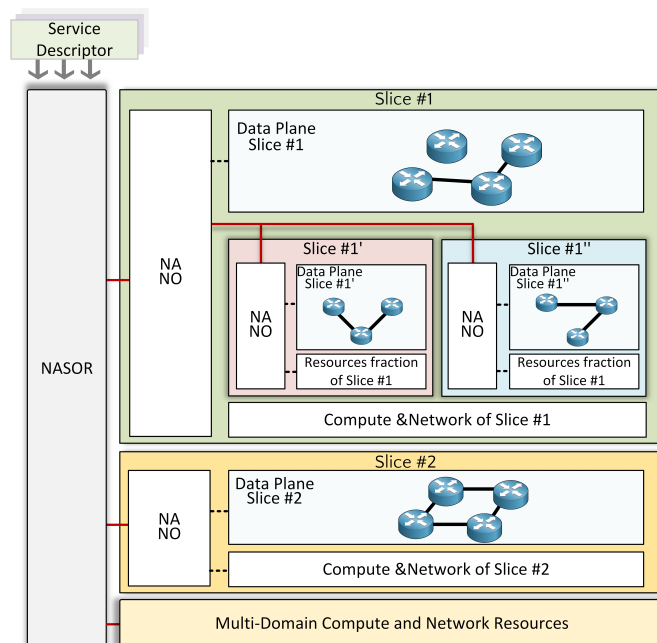 Service
Descriptor
NASOR
Slice #1
NA
NO
Data Plane
Slice #1
Slice #1'
NA
NO
Data Plane
Slice #1'
Resources fraction
of Slice #1
Slice #1''
NA
NO
Data Plane
Slice #1''
Resources fraction
of Slice #1
Compute &Network of Slice #1
Slice #2
NA
NO
Data Plane
Slice #2
Compute &Network of Slice #2
Multi-Domain Compute and Network Resources